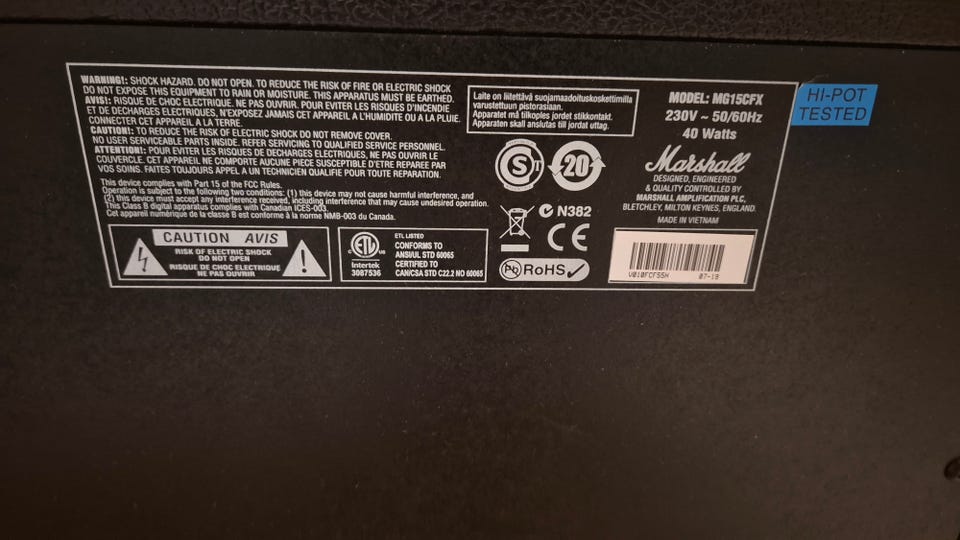 WARNING!: SHOCK HAZARD. DO NOT OPEN. TO REDUCE THE RISK OF FIRE OR ELECTRIC SHOCK
DO NOT EXPOSE THIS EQUIPMENT TO RAIN OR MOISTURE. THIS APPARATUS MUST BE EARTHED.
AVIS!: RISQUE DE CHOC ELECTRIQUE. NE PAS OUVRIR. POUR EVITER LES RISQUES D'INCENDIE
ET DE DECHARGES ELECTRIQUES, N'EXPOSEZ JAMAIS CET APPAREIL A L'HUMIDITE OU A LA PLUIE.
CONNECTER CET APPAREIL A LA TERRE.
CAUTION!: TO REDUCE THE RISK OF ELECTRIC SHOCK DO NOT REMOVE COVER.
NO USER SERVICEABLE PARTS INSIDE. REFER SERVICING TO QUALIFIED SERVICE PERSONNEL.
ATTENTION!: POUR EVITER LES RISQUES DE DECHARGES ELECTRIQUES, NE PAS OUVRIR LE
COUVERCLE. CET APPAREIL NE COMPORTE AUCUNE PIECE SUSCEPTIBLE D'ETRE REPAREE PAR
VOS SOINS. FAITES TOUJOURS APPEL A UN TECHNICIEN QUALIFIE POUR TOUTE REPARATION.
This device complies with Part 15 of the FCC Rules.
Operation is subject to the following two conditions: (1) this device may not cause harmful interference, and
(2) this device must accept any interference received, including interference that may cause undesired operation.
This Class B digital apparatus complies with Canadian ICES-003.
Cet appareil numérique de la classe B est conforme à la norme NMB-003 du Canada.
CAUTION AVIS
RISK OF ELECTRIC SHOCK
DO NOT OPEN
RISQUE DE CHOC ELECTRIQUE
NE PAS OUVRIR
ETL
US
Intertek
3087536
ETL LISTED
CONFORMS TO
ANSI/UL STD 60065
CERTIFIED TO
CAN/CSA STD C22.2 NO 60065
Laite on liitettävä suojamaadoituskoskettimilla
varustettuun pistorasiaan.
Apparatet må tilkoples jordet stikkontakt.
Apparaten skall anslutas till jordat uttag.
S T
20
N382
CE
Pb RoHS
MODEL: MG15CFX
230V ~ 50/60Hz
40 Watts
Marshall
DESIGNED, ENGINEERED
& QUALITY CONTROLLED BY
MARSHALL AMPLIFICATION PLC,
BLETCHLEY, MILTON KEYNES, ENGLAND.
MADE IN VIETNAM
07-19
HI-POT
TESTED